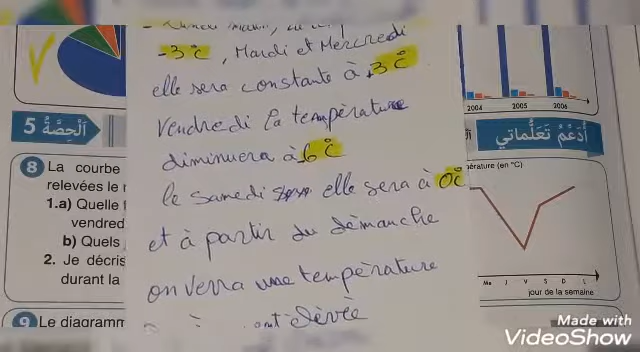 -3°C, Mardi et Mercredi
elle sera constante à +3°C
Vendredi la température
diminuera à -6°C
le samedi elle sera à 0°C
et à partir du démanche
on verra une température
élevée
الحصة 5
8 La courbe
relevées le
1.a) Quelle
vendred
b) Quels
2. Je décris
durant la
9 Le diagramm
2004 2005 2006
أدعم تعلماتي
pérature (en °C)
Me J V S D L
jour de la semaine
Made with
VideoShow